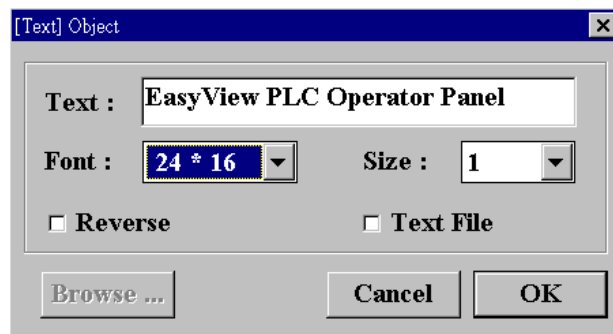 [Text] Object
Text : EasyView PLC Operator Panel
Font : 24 * 16 Size : 1
Reverse Text File
Browse ... Cancel OK